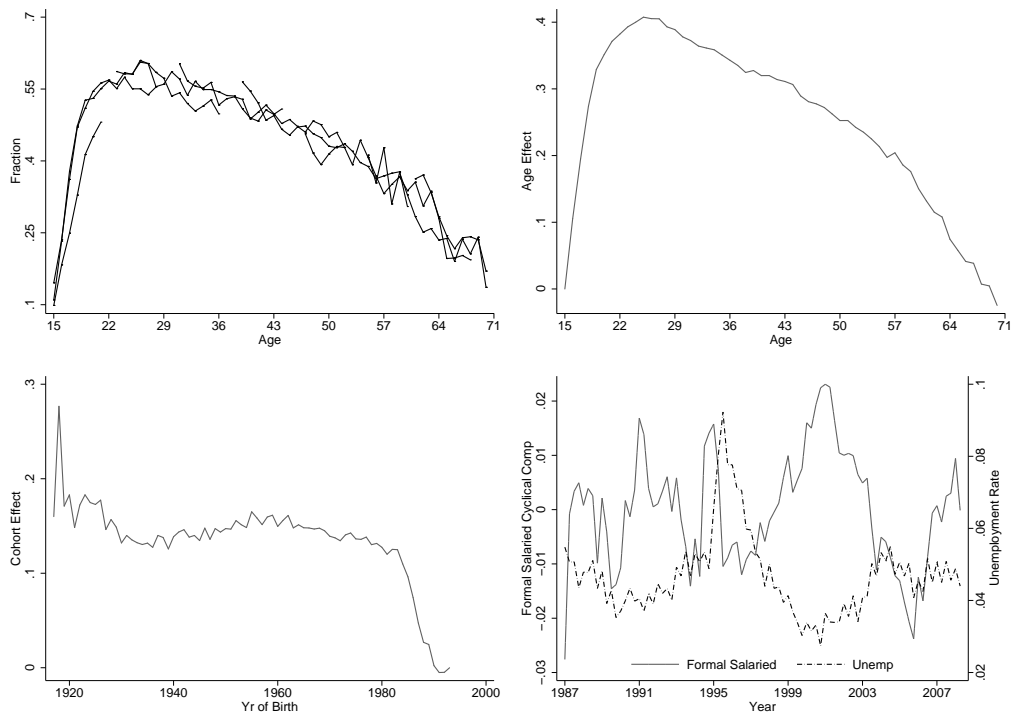 .7
.55
.4
.25
.1
Fraction
15 22 29 36 43 50 57 64 71
Age
.4
.3
.2
.1
0
Age Effect
15 22 29 36 43 50 57 64 71
Age
.3
.2
.1
0
Cohort Effect
1920 1940 1960 1980 2000
Yr of Birth
.02
.01
0
-.01
-.02
-.03
Formal Salaried Cyclical Comp
.1
.08
.06
.04
.02
Unemployment Rate
Formal Salaried Unemp
1987 1991 1995 1999 2003 2007
Year